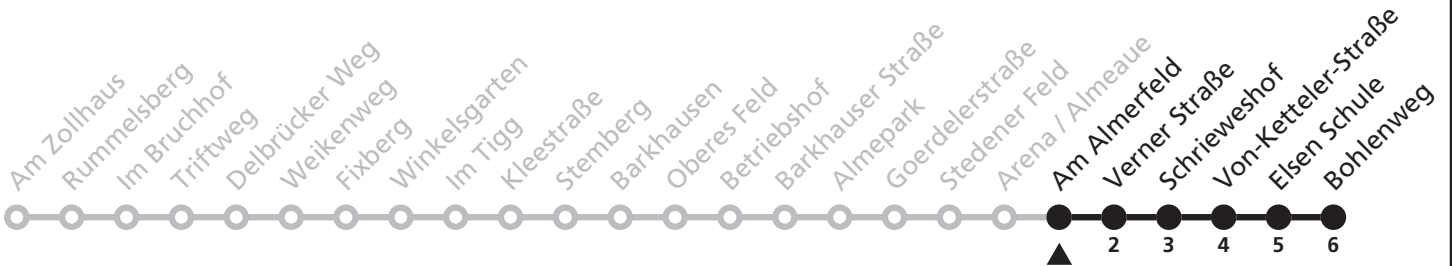 Am Zollhaus
Rummelsberg
Im Bruchhof
Triftweg
Delbrücker Weg
Weikenweg
Fixberg
Winkelsgarten
Im Tigg
Kleestraße
Stemberg
Barkhausen
Oberes Feld
Betriebshof
Barkhauser Straße
Almepark
Goerdelerstraße
Stedener Feld
Arena / Almeaue
Am Almerfeld
Verner Straße
Schrieweshof
Von-Ketteler-Straße
Elsen Schule
Bohlenweg
2 3 4 5 6